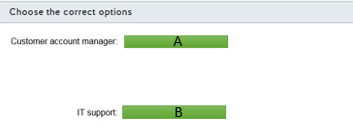 Choose the correct options
Customer account manager: A
IT support: B